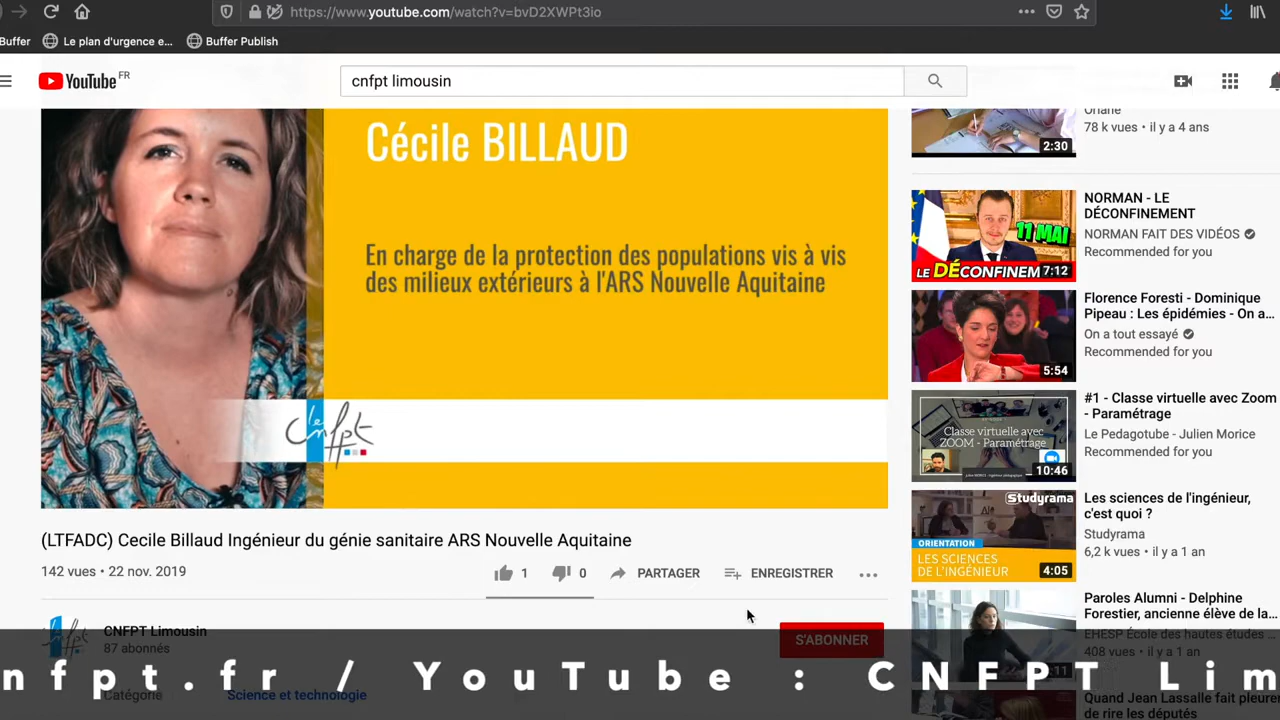 https://www.youtube.com/watch?v=bvD2XWPt3io
Buffer
Le plan d'urgence e...
Buffer Publish
YouTube FR
cnfpt limousin
Cécile BILLAUD
En charge de la protection des populations vis à vis
des milieux extérieurs à l'ARS Nouvelle Aquitaine
le cnfpt
(LTFADC) Cecile Billaud Ingénieur du génie sanitaire ARS Nouvelle Aquitaine
142 vues • 22 nov. 2019
1
0
PARTAGER
ENREGISTRER
CNFPT Limousin
87 abonnés
S'ABONNER
Catégorie
Science et technologie
nfpt.fr / YouTube : CNFPT Lim
Oriane
78 k vues • il y a 4 ans
2:30
NORMAN - LE
DÉCONFINEMENT
NORMAN FAIT DES VIDÉOS
Recommended for you
11 MAI
LE DÉCONFINEM
7:12
Florence Foresti - Dominique
Pipeau : Les épidémies - On a...
On a tout essayé
Recommended for you
5:54
#1 - Classe virtuelle avec Zoom
- Paramétrage
Le Pedagotube - Julien Morice
Recommended for you
Classe virtuelle avec
ZOOM - Paramétrage
10:46
Les sciences de l'ingénieur,
c'est quoi ?
Studyrama
6,2 k vues • il y a 1 an
Studyrama
ORIENTATION
LES SCIENCES
DE L'INGÉNIEUR
4:05
Paroles Alumni - Delphine
Forestier, ancienne élève de la...
EHESP École des hautes études ...
408 vues • il y a 1 an
:11
Quand Jean Lassalle fait pleurer
de rire les députés